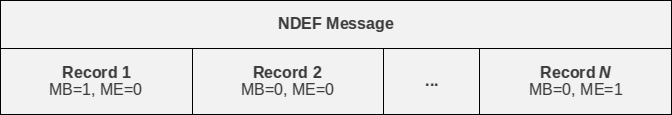 NDEF Message
Record 1
MB=1, ME=0
Record 2
MB=0, ME=0
...
Record N
MB=0, ME=1